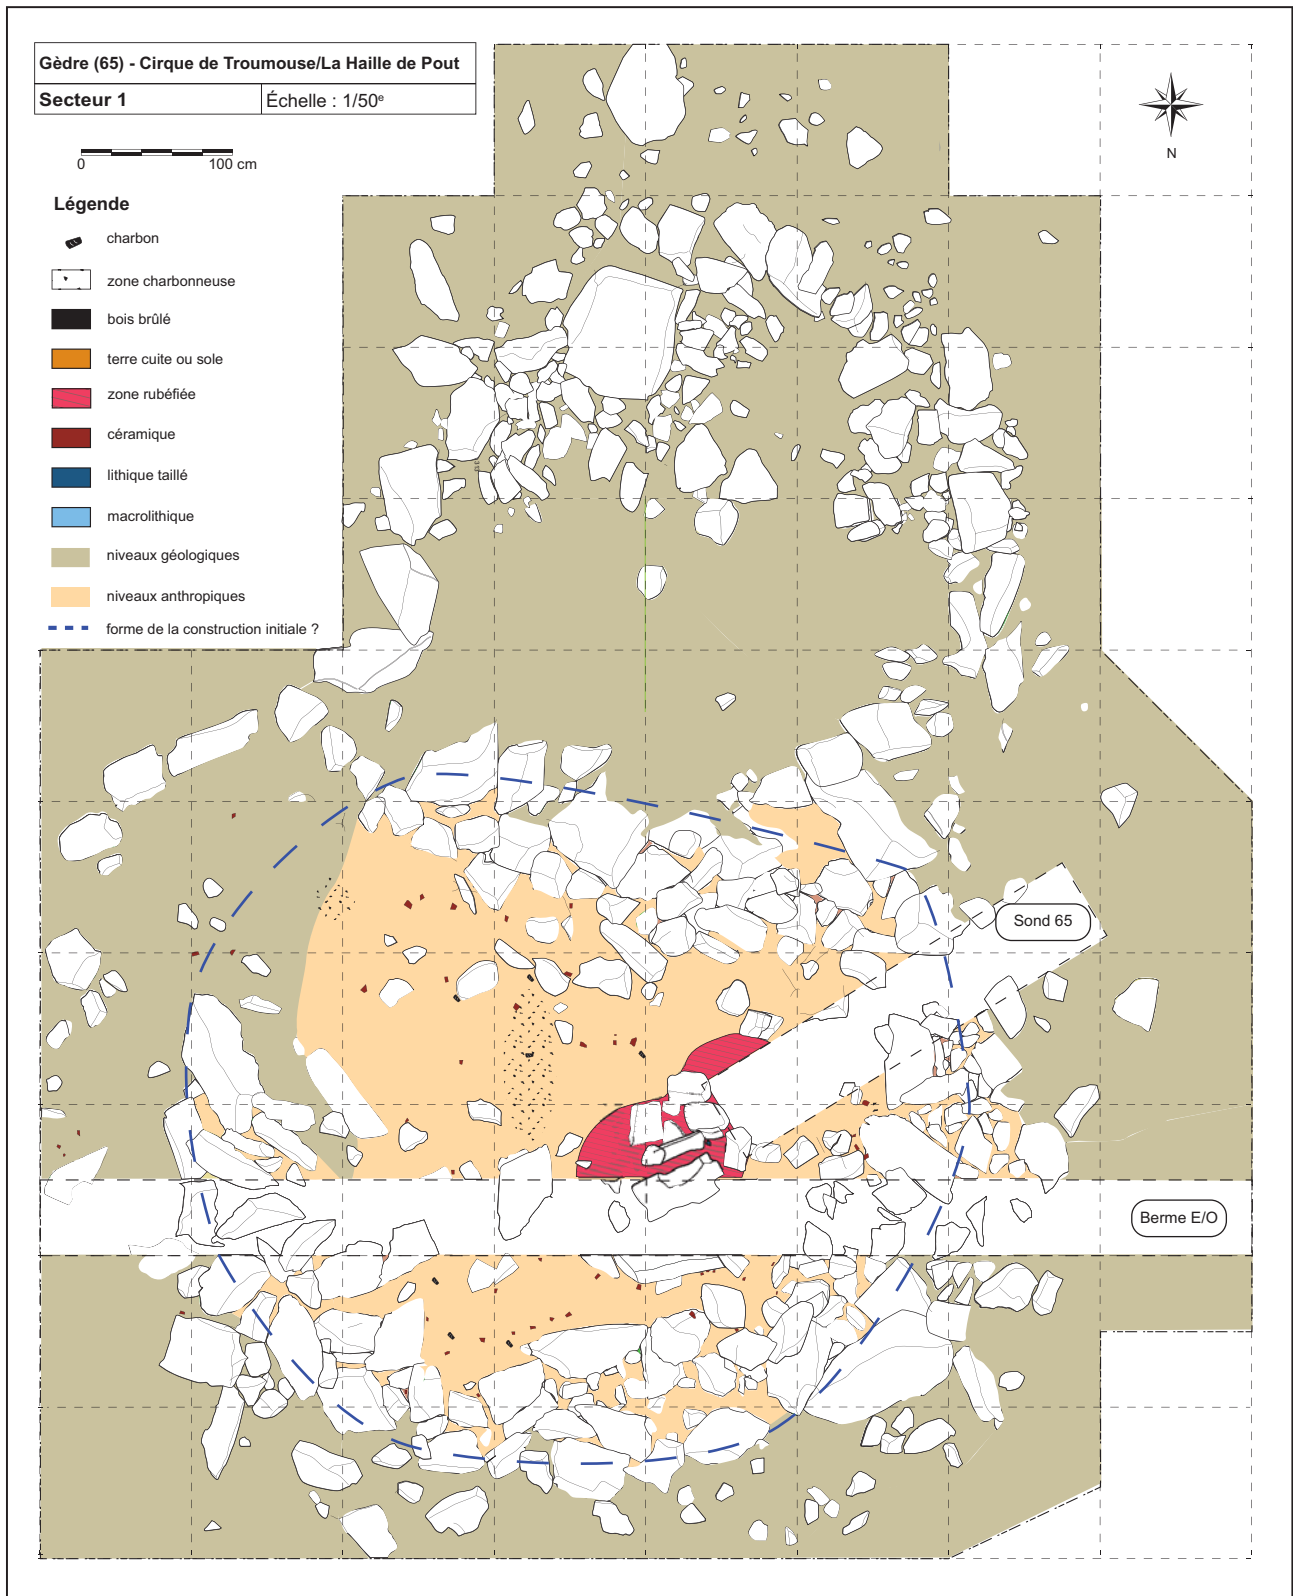 Gèdre (65) - Cirque de Troumouse/La Haille de Pout
Secteur 1
Échelle : 1/50ᵉ
N
0 100 cm
Légende
charbon
zone charbonneuse
bois brûlé
terre cuite ou sole
zone rubéfiée
céramique
lithique taillé
macrolithique
niveaux géologiques
niveaux anthropiques
forme de la construction initiale ?
Sond 65
Berme E/O